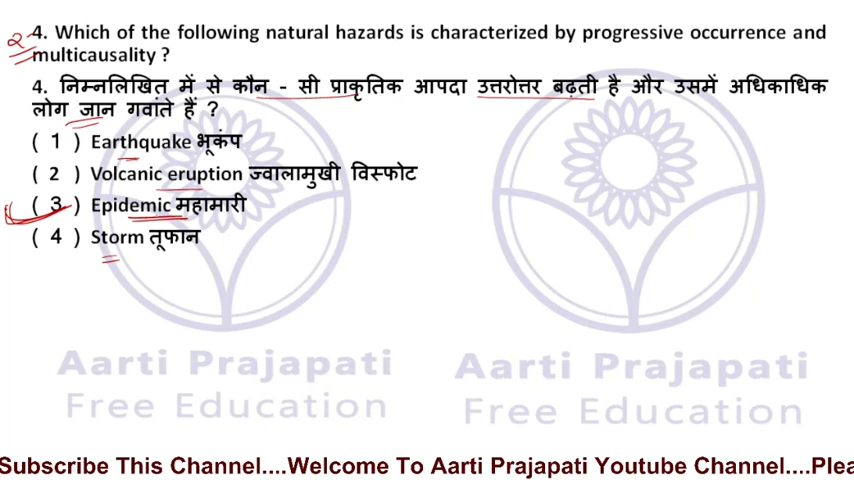 4. Which of the following natural hazards is characterized by progressive occurrence and
multicausality ?
4. निम्नलिखित में से कौन - सी प्राकृतिक आपदा उत्तरोत्तर बढ़ती है और उसमें अधिकाधिक
लोग जान गवांते हैं ?
( 1 ) Earthquake भूकंप
( 2 ) Volcanic eruption ज्वालामुखी विस्फोट
( 3 ) Epidemic महामारी
( 4 ) Storm तूफान
Aarti Prajapati Aarti Prajapati
Free Education Free Education
Subscribe This Channel....Welcome To Aarti Prajapati Youtube Channel....Plea